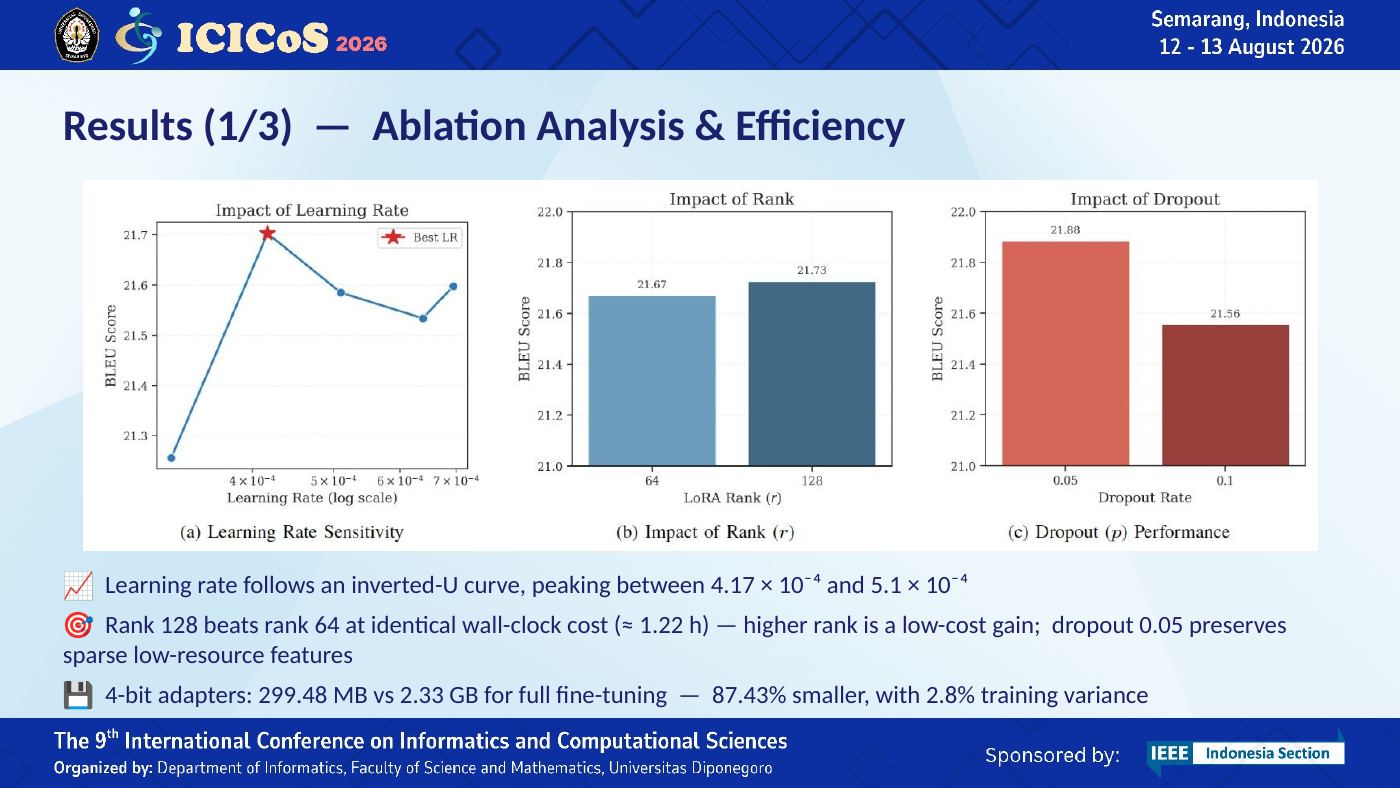 ICICoS 2026
Semarang, Indonesia
12 - 13 August 2026
Results (1/3) — Ablation Analysis & Efficiency
Impact of Learning Rate
Best LR
BLEU Score
21.7
21.6
21.5
21.4
21.3
4 × 10⁻⁴ 5 × 10⁻⁴ 6 × 10⁻⁴ 7 × 10⁻⁴
Learning Rate (log scale)
(a) Learning Rate Sensitivity
Impact of Rank
BLEU Score
22.0
21.8
21.6
21.4
21.2
21.0
21.67
21.73
64 128
LoRA Rank (r)
(b) Impact of Rank (r)
Impact of Dropout
BLEU Score
22.0
21.8
21.6
21.4
21.2
21.0
21.88
21.56
0.05 0.1
Dropout Rate
(c) Dropout (p) Performance
📈 Learning rate follows an inverted-U curve, peaking between 4.17 × 10⁻⁴ and 5.1 × 10⁻⁴
🎯 Rank 128 beats rank 64 at identical wall-clock cost (≈ 1.22 h) — higher rank is a low-cost gain; dropout 0.05 preserves
sparse low-resource features
💾 4-bit adapters: 299.48 MB vs 2.33 GB for full fine-tuning — 87.43% smaller, with 2.8% training variance
The 9th International Conference on Informatics and Computational Sciences
Organized by: Department of Informatics, Faculty of Science and Mathematics, Universitas Diponegoro
Sponsored by:
IEEE Indonesia Section